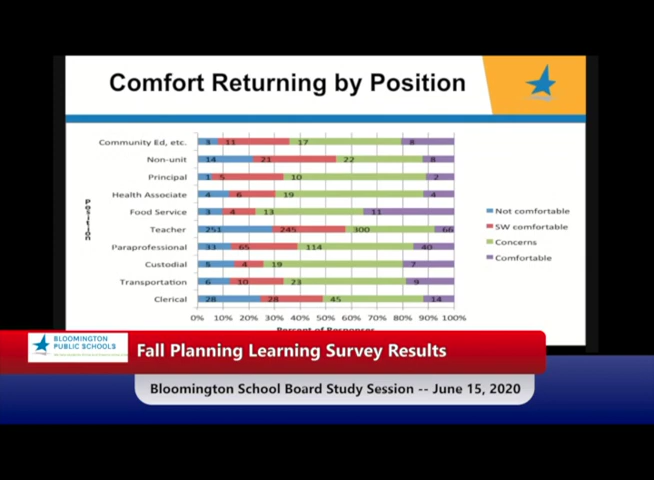 Comfort Returning by Position
Community Ed, etc. 3 11 17 8
Non-unit 14 21 22 8
Principal 1 5 10 2
Health Associate 4 6 19 4
Food Service 3 4 13 11
Teacher 251 245 300 66
Paraprofessional 33 65 114 40
Custodial 5 4 19 7
Transportation 6 10 23 9
Clerical 28 28 45 14
Position
0% 10% 20% 30% 40% 50% 60% 70% 80% 90% 100%
Percent of Responses
Not comfortable
SW comfortable
Concerns
Comfortable
BLOOMINGTON
PUBLIC SCHOOLS
Fall Planning Learning Survey Results
Bloomington School Board Study Session -- June 15, 2020